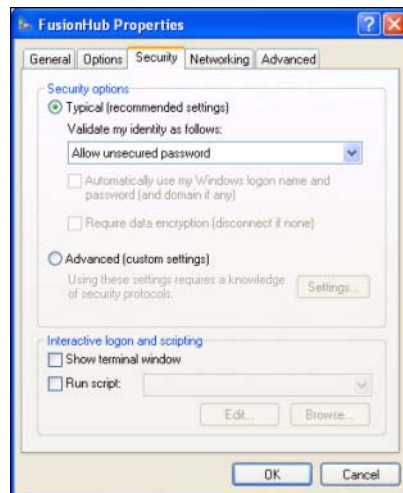 FusionHub Properties
General Options Security Networking Advanced
Security options
Typical (recommended settings)
Validate my identity as follows:
Allow unsecured password
Automatically use my Windows logon name and
password (and domain if any)
Require data encryption (disconnect if none)
Advanced (custom settings)
Using these settings requires a knowledge
of security protocols.
Settings...
Interactive logon and scripting
Show terminal window
Run script:
Edit... Browse...
OK Cancel